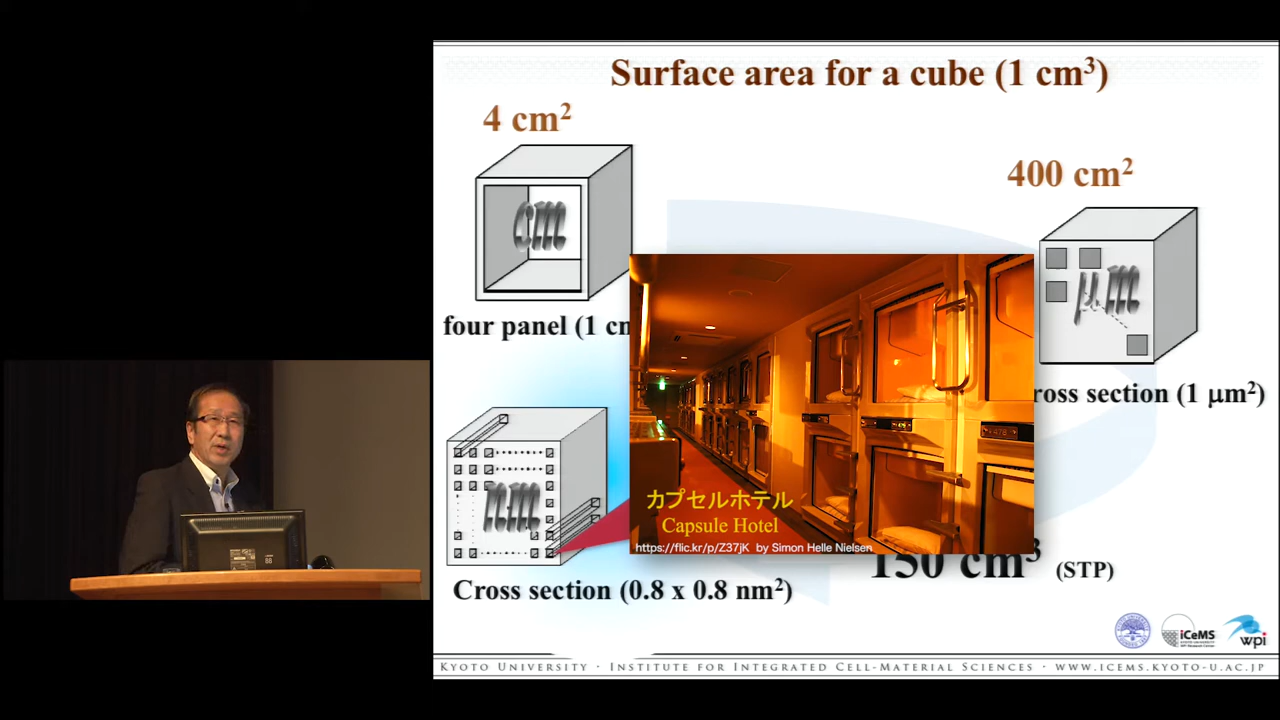 Surface area for a cube (1 cm³)
4 cm²
400 cm²
cm
μm
four panel (1 cm
ross section (1 μm²)
nm
カプセルホテル
Capsule Hotel
https://flic.kr/p/Z37jK by Simon Helle Nielsen
150 cm³ (STP)
Cross section (0.8 x 0.8 nm²)
iCeMS
wpi
KYOTO UNIVERSITY · INSTITUTE FOR INTEGRATED CELL-MATERIAL SCIENCES · WWW.ICEMS.KYOTO-U.AC.JP